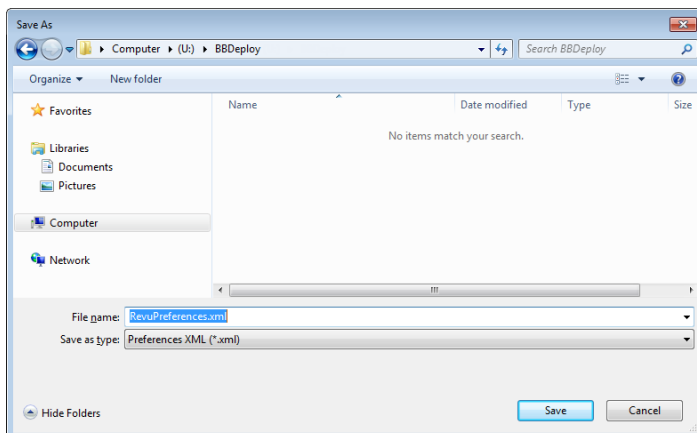 Save As
Computer ▸ (U:) ▸ BBDeploy
Search BBDeploy
Organize
New folder
Name Date modified Type Size
No items match your search.
Favorites
Libraries
Documents
Pictures
Computer
Network
File name: RevuPreferences.xml
Save as type: Preferences XML (*.xml)
Hide Folders
Save Cancel